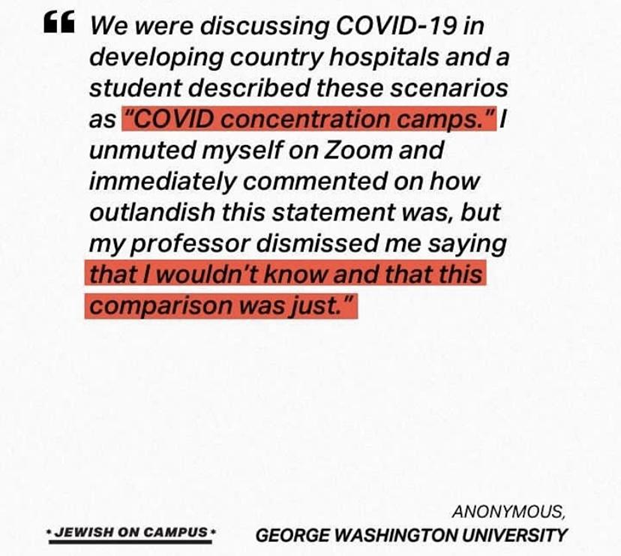 “ We were discussing COVID-19 in
developing country hospitals and a
student described these scenarios
as “COVID concentration camps.” I
unmuted myself on Zoom and
immediately commented on how
outlandish this statement was, but
my professor dismissed me saying
that I wouldn’t know and that this
comparison was just.”
ANONYMOUS,
• JEWISH ON CAMPUS • GEORGE WASHINGTON UNIVERSITY